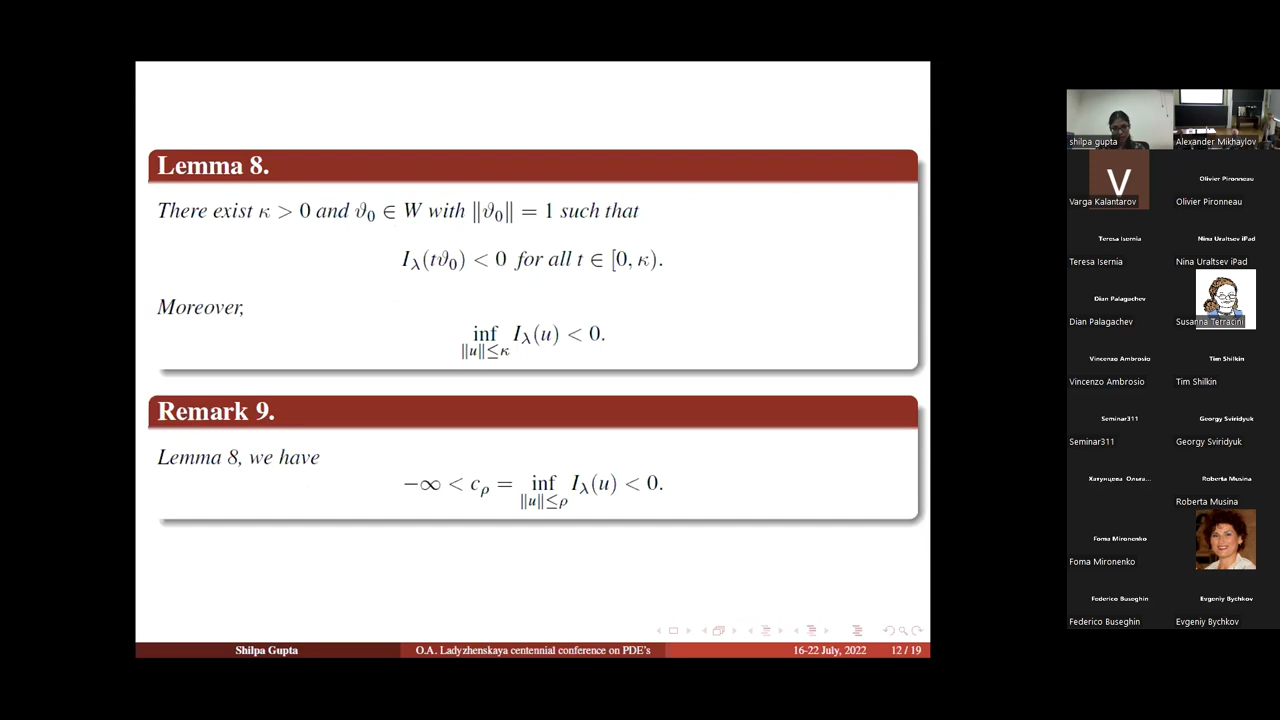 Lemma 8.
There exist κ > 0 and ϑ₀ ∈ W with ‖ϑ₀‖ = 1 such that
I_λ(tϑ₀) < 0 for all t ∈ [0, κ).
Moreover,
inf I_λ(u) < 0.
‖u‖≤κ
Remark 9.
Lemma 8, we have
−∞ < c_ρ = inf I_λ(u) < 0.
‖u‖≤ρ
Shilpa Gupta
O.A. Ladyzhenskaya centennial conference on PDE's
16-22 July, 2022
12 / 19
shilpa gupta
Alexander Mikhaylov
V
Varga Kalantarov
Olivier Pironneau
Olivier Pironneau
Teresa Isernia
Teresa Isernia
Nina Uraltsev iPad
Nina Uraltsev iPad
Dian Palagachev
Dian Palagachev
Susanna Terracini
Vincenzo Ambrosio
Vincenzo Ambrosio
Tim Shilkin
Tim Shilkin
Seminar311
Seminar311
Georgy Sviridyuk
Georgy Sviridyuk
Хатунцева Ольга...
Roberta Musina
Roberta Musina
Foma Mironenko
Foma Mironenko
Federico Buseghin
Federico Buseghin
Evgeniy Bychkov
Evgeniy Bychkov